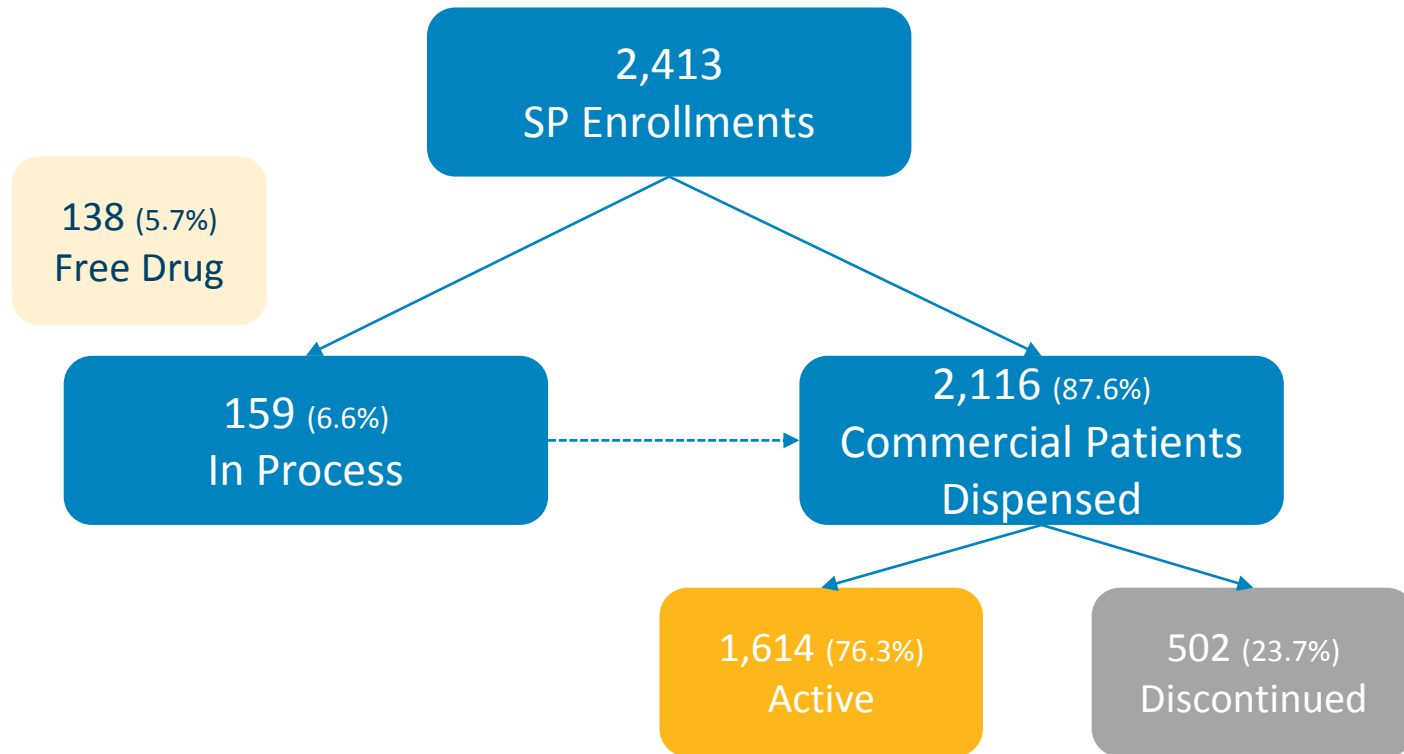 2,413
SP Enrollments
138 (5.7%)
Free Drug
159 (6.6%)
In Process
2,116 (87.6%)
Commercial Patients
Dispensed
1,614 (76.3%)
Active
502 (23.7%)
Discontinued